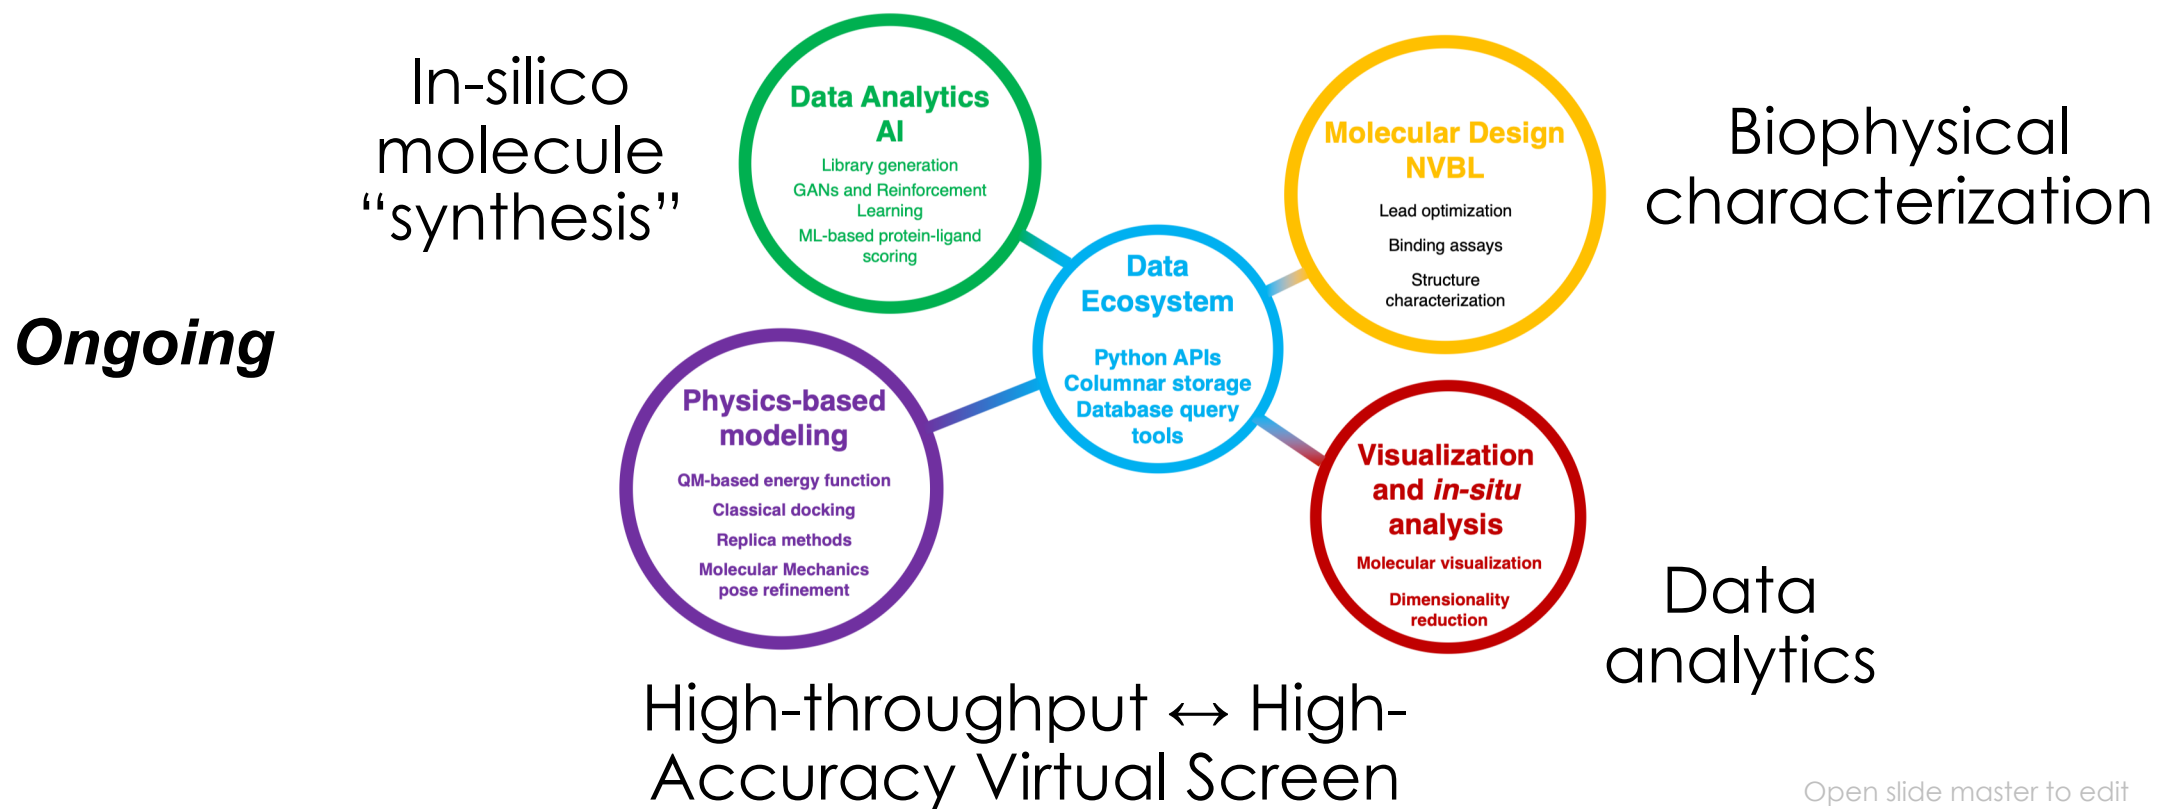 In-silico
molecule
“synthesis”
Data Analytics
AI
Library generation
GANs and Reinforcement
Learning
ML-based protein-ligand
scoring
Molecular Design
NVBL
Lead optimization
Binding assays
Structure
characterization
Biophysical
characterization
Ongoing
Data
Ecosystem
Python APIs
Columnar storage
Database query
tools
Physics-based
modeling
QM-based energy function
Classical docking
Replica methods
Molecular Mechanics
pose refinement
Visualization
and in-situ
analysis
Molecular visualization
Dimensionality
reduction
Data
analytics
High-throughput ↔ High-
Accuracy Virtual Screen
Open slide master to edit